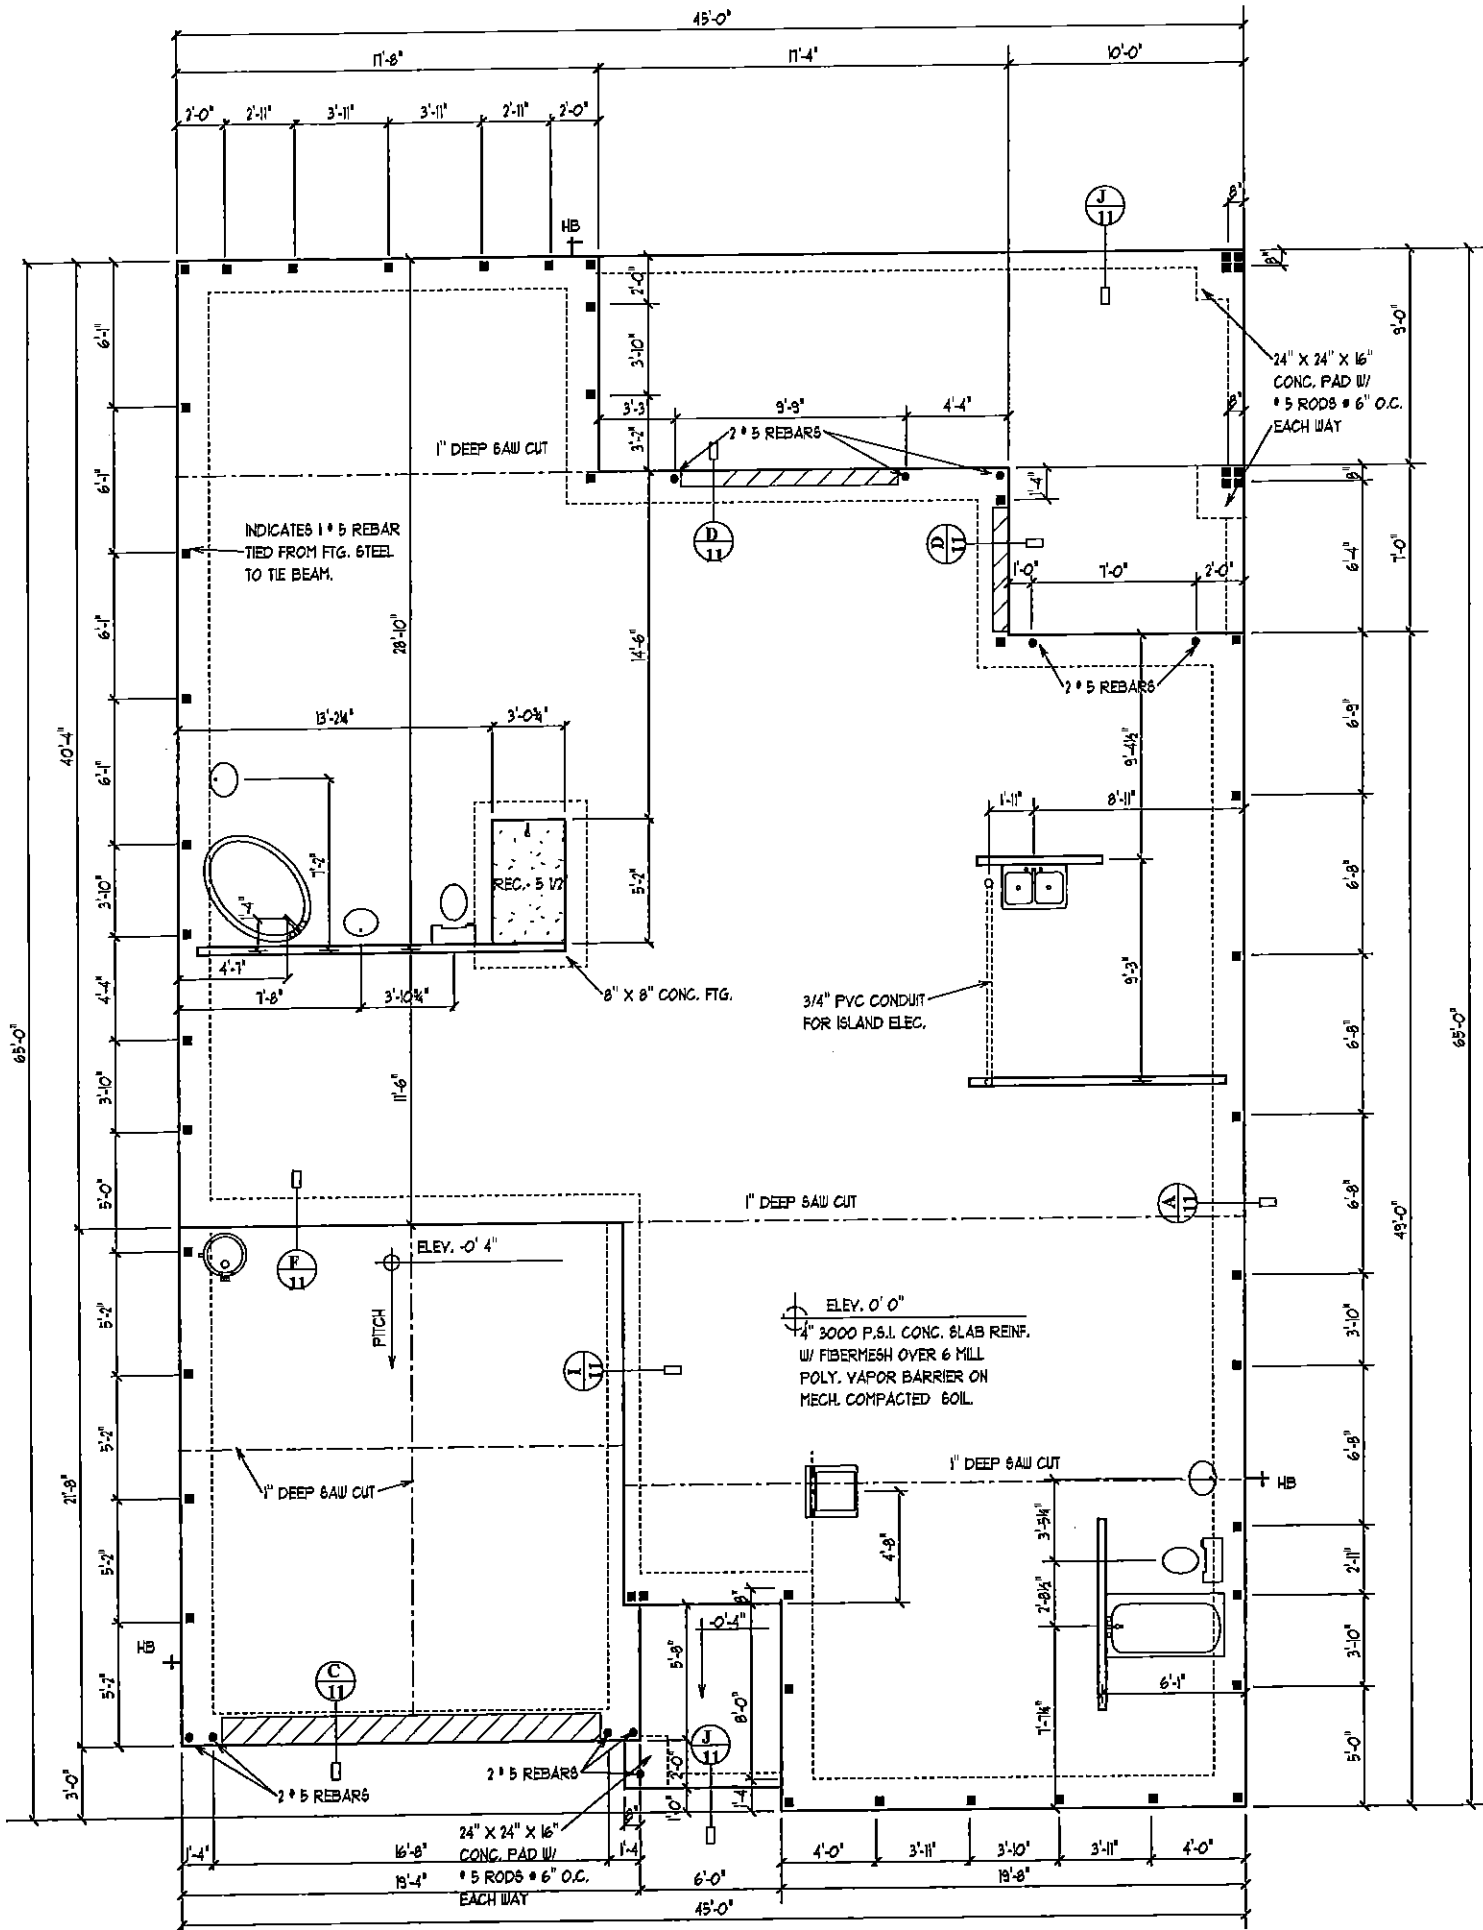 45'-0"
17'-8"
17'-4"
10'-0"
2'-0"
2'-11"
3'-11"
3'-11"
2'-11"
2'-0"
HB
J
11
8"
8"
2'-0"
3'-10"
3'-2"
3'-3"
9'-9"
4'-4"
2 # 5 REBARS
1" DEEP SAW CUT
24" X 24" X 16"
CONC. PAD W/
# 5 RODS @ 6" O.C.
EACH WAY
8"
8"
9'-0"
7'-0"
6'-4"
1'-4"
D
11
D
11
1'-0"
7'-0"
2'-0"
2 # 5 REBARS
INDICATES 1 # 5 REBAR
TIED FROM FTG. STEEL
TO TIE BEAM.
6'-1"
6'-1"
6'-1"
6'-1"
3'-10"
4'-4"
3'-10"
5'-0"
5'-2"
5'-2"
5'-2"
5'-2"
40'-4"
65'-0"
21'-8"
3'-0"
28'-10"
14'-6"
5'-2"
11'-6"
13'-2¼"
3'-0¾"
7'-2"
REC. - 5 1/2
4'-7"
7'-8"
3'-10¾"
8" X 8" CONC. FTG.
9'-4½"
1'-11"
8'-11"
9'-3"
3/4" PVC CONDUIT
FOR ISLAND ELEC.
6'-9"
6'-8"
6'-8"
6'-8"
3'-10"
6'-8"
2'-11"
3'-10"
5'-0"
49'-0"
65'-0"
1" DEEP SAW CUT
A
11
F
11
ELEV. -0' 4"
PITCH
I
11
ELEV. 0' 0"
4" 3000 P.S.I. CONC. SLAB REINF.
W/ FIBERMESH OVER 6 MILL
POLY. VAPOR BARRIER ON
MECH. COMPACTED SOIL.
1" DEEP SAW CUT
1" DEEP SAW CUT
HB
HB
4'-8"
3'-5¼"
2'-8½"
7'-7¼"
6'-1"
8"
-0'-4"
5'-8"
8'-0"
2'-0"
1'-0"
1'-4"
C
11
J
11
2 # 5 REBARS
2 # 5 REBARS
24" X 24" X 16"
CONC. PAD W/
# 5 RODS @ 6" O.C.
EACH WAY
8"
1'-4"
16'-8"
1'-4
19'-4"
6'-0"
4'-0"
3'-11"
3'-10"
3'-11"
4'-0"
19'-8"
45'-0"